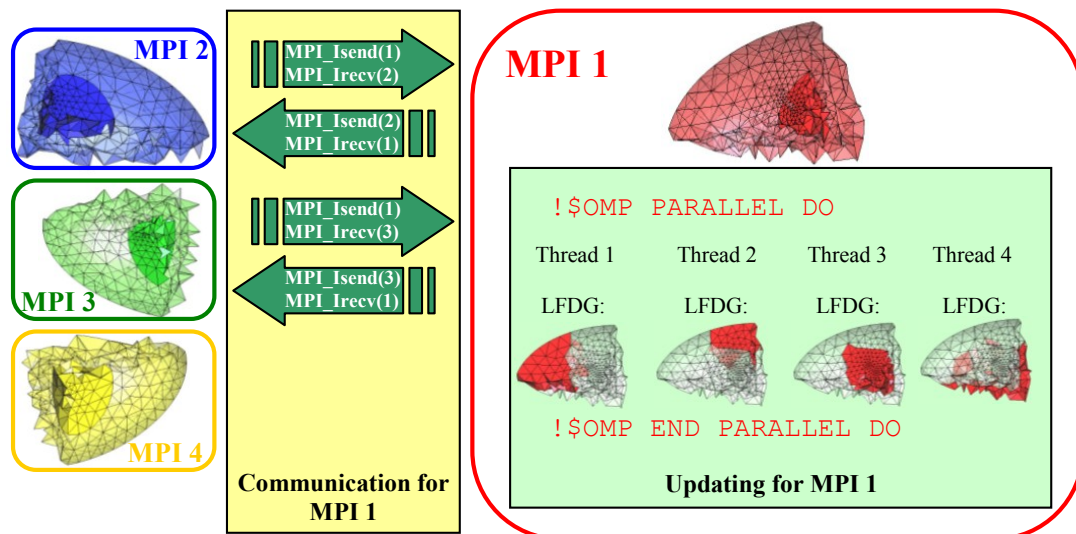 MPI 2
MPI 3
MPI 4
MPI_Isend(1)
MPI_Irecv(2)
MPI_Isend(2)
MPI_Irecv(1)
MPI_Isend(1)
MPI_Irecv(3)
MPI_Isend(3)
MPI_Irecv(1)
Communication for
MPI 1
MPI 1
!$OMP PARALLEL DO
Thread 1 Thread 2 Thread 3 Thread 4
LFDG: LFDG: LFDG: LFDG:
!$OMP END PARALLEL DO
Updating for MPI 1